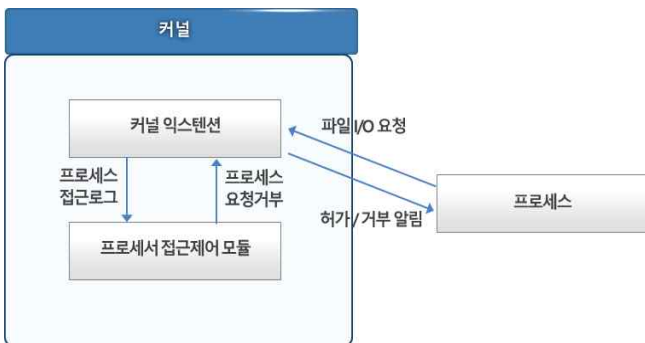 커널
커널 익스텐션
파일 I/O 요청
프로세스
접근로그
프로세스
요청거부
프로세스
허가 / 거부 알림
프로세서 접근제어 모듈